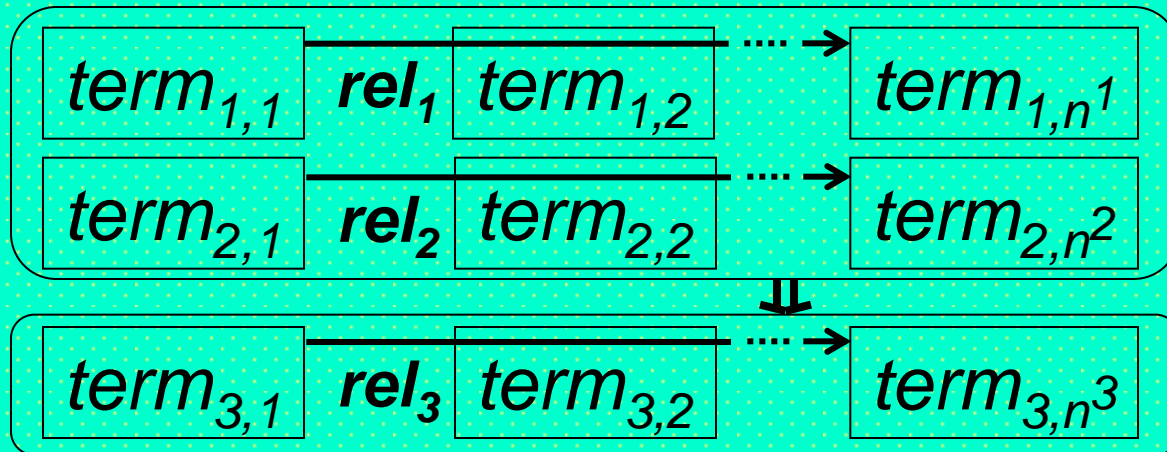 term₁,₁ rel₁ term₁,₂ ····→ term₁,ₙ1
term₂,₁ rel₂ term₂,₂ ····→ term₂,ₙ2
⇓
term₃,₁ rel₃ term₃,₂ ····→ term₃,ₙ3